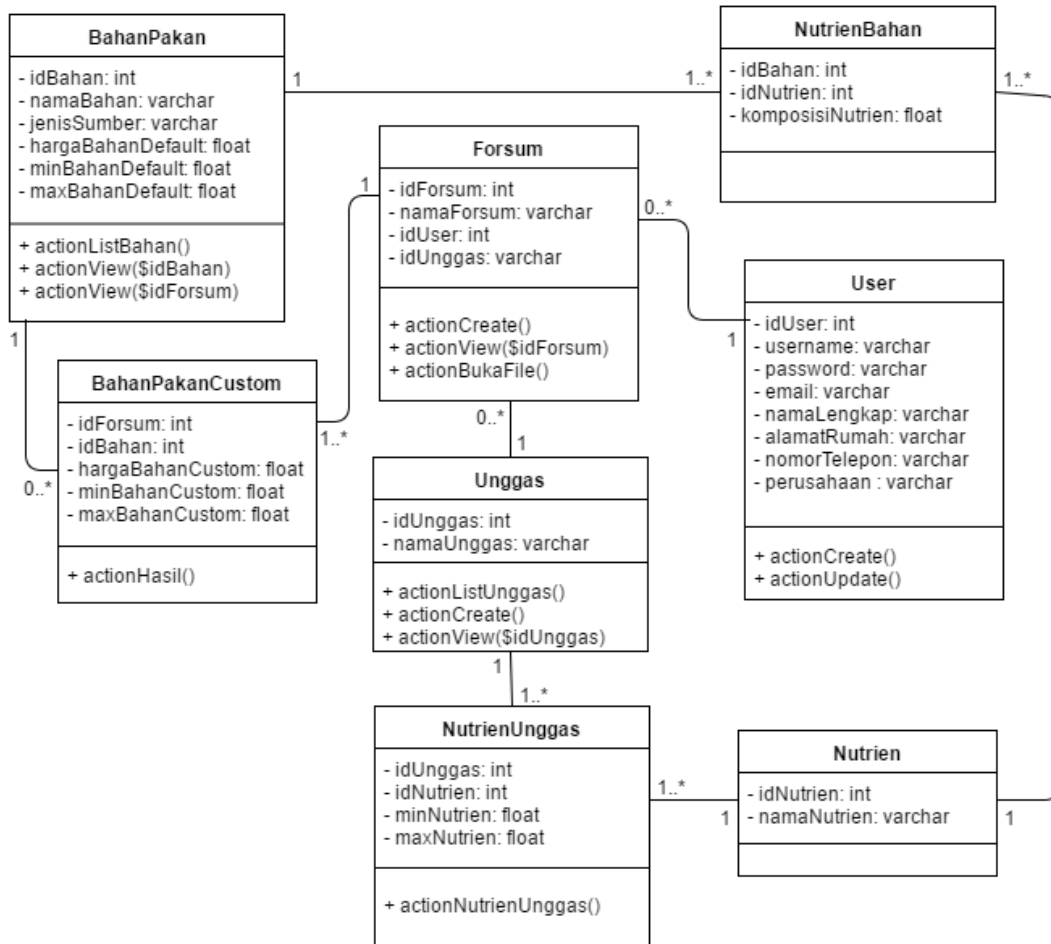 BahanPakan
- idBahan: int
- namaBahan: varchar
- jenisSumber: varchar
- hargaBahanDefault: float
- minBahanDefault: float
- maxBahanDefault: float
+ actionListBahan()
+ actionView($idBahan)
+ actionView($idForsum)
1
1..*
NutrienBahan
- idBahan: int
- idNutrien: int
- komposisiNutrien: float
1..*
Forsum
- idForsum: int
- namaForsum: varchar
- idUser: int
- idUnggas: varchar
+ actionCreate()
+ actionView($idForsum)
+ actionBukaFile()
1
0..*
User
- idUser: int
- username: varchar
- password: varchar
- email: varchar
- namaLengkap: varchar
- alamatRumah: varchar
- nomorTelepon: varchar
- perusahaan : varchar
+ actionCreate()
+ actionUpdate()
1
1
BahanPakanCustom
- idForsum: int
- idBahan: int
- hargaBahanCustom: float
- minBahanCustom: float
- maxBahanCustom: float
+ actionHasil()
0..*
1..*
0..*
1
Unggas
- idUnggas: int
- namaUnggas: varchar
+ actionListUnggas()
+ actionCreate()
+ actionView($idUnggas)
1
1..*
NutrienUnggas
- idUnggas: int
- idNutrien: int
- minNutrien: float
- maxNutrien: float
+ actionNutrienUnggas()
1..*
1
Nutrien
- idNutrien: int
- namaNutrien: varchar
1